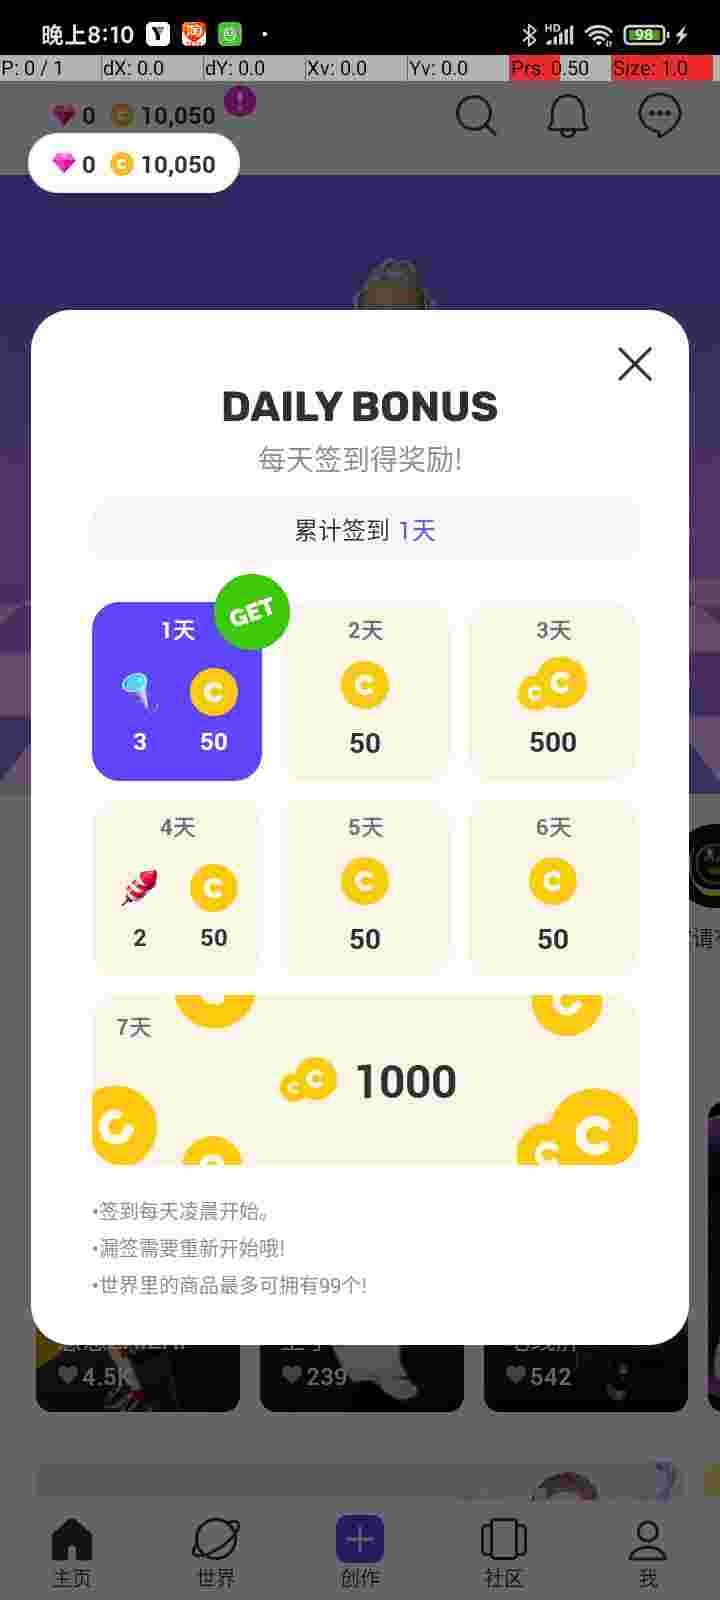 晚上8:10
HD
98
P: 0 / 1
dX: 0.0
dY: 0.0
Xv: 0.0
Yv: 0.0
Prs: 0.50
Size: 1.0
0 10,050
0 10,050
DAILY BONUS
每天签到得奖励!
累计签到 1天
GET
1天
3 50
2天
50
3天
500
4天
2 50
5天
50
6天
50
7天
1000
•签到每天凌晨开始。
•漏签需要重新开始哦!
•世界里的商品最多可拥有99个!
4.5K
239
542
主页
世界
创作
社区
我